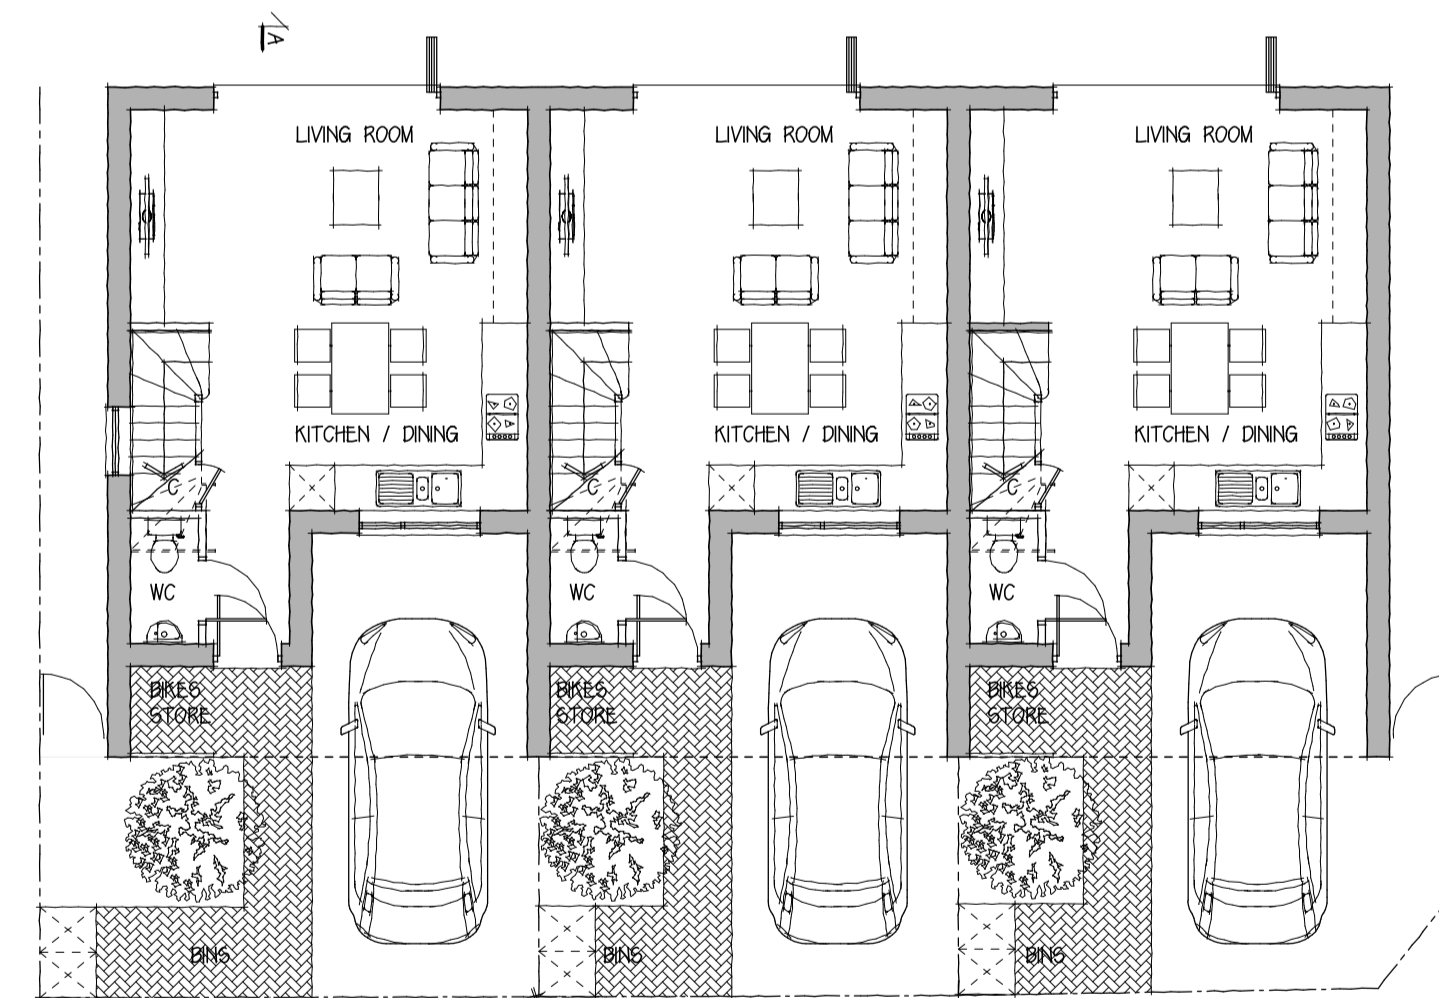 A
LIVING ROOM LIVING ROOM LIVING ROOM
KITCHEN / DINING KITCHEN / DINING KITCHEN / DINING
C C C
WC WC WC
BIKES BIKES BIKES
STORE STORE STORE
BINS BINS BINS